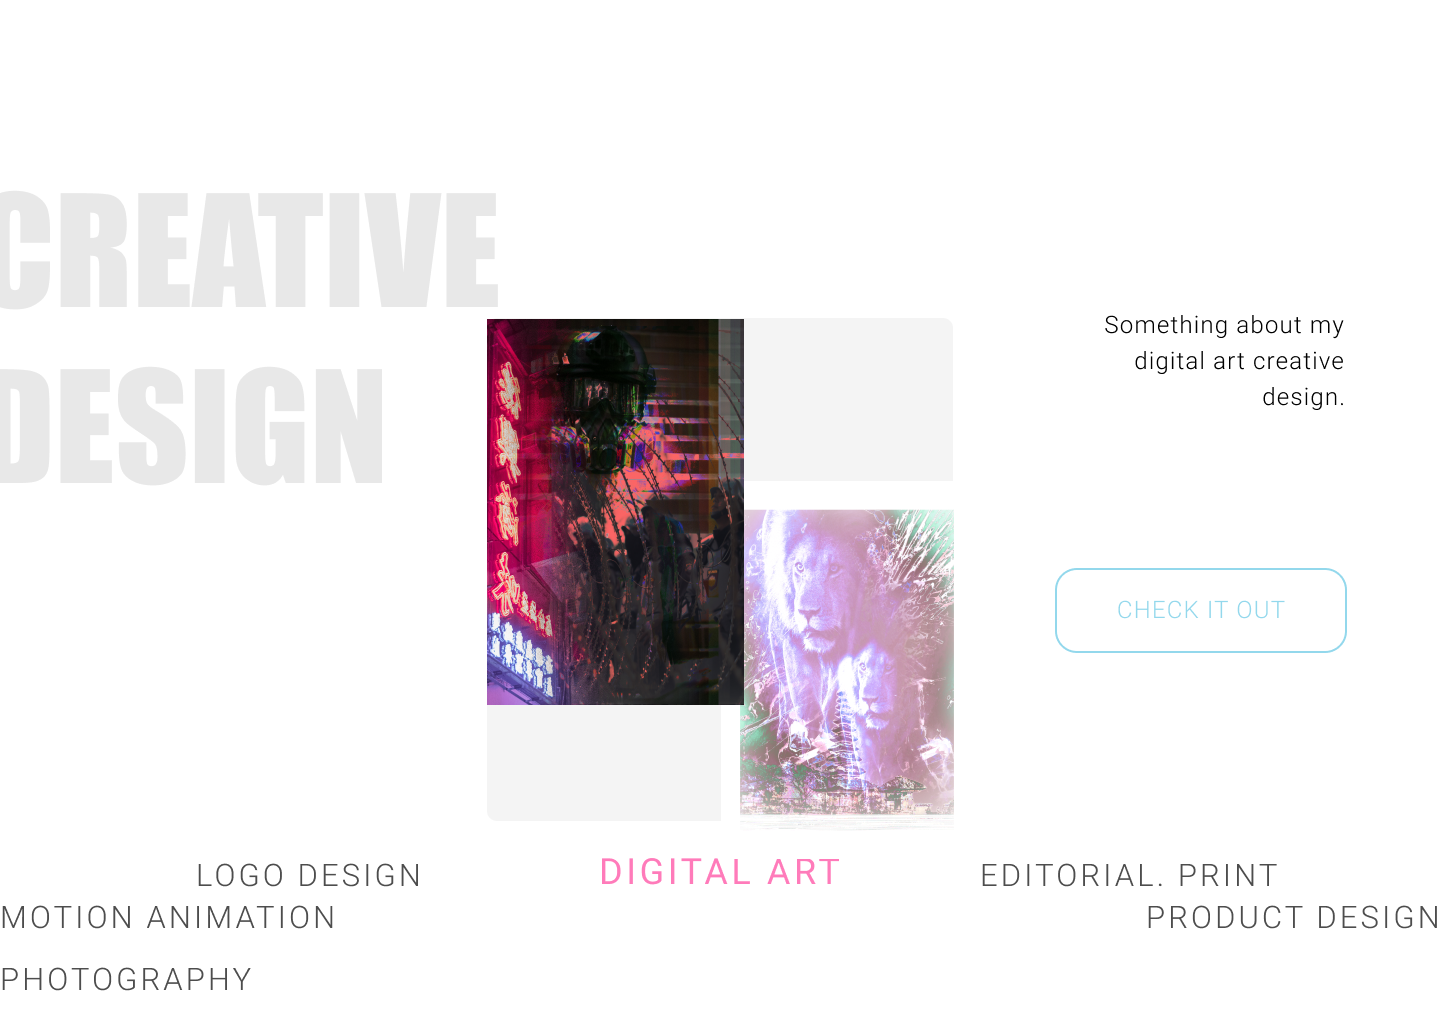 CREATIVE
DESIGN
Something about my
digital art creative
design.
CHECK IT OUT
LOGO DESIGN
DIGITAL ART
EDITORIAL. PRINT
MOTION ANIMATION
PRODUCT DESIGN
PHOTOGRAPHY